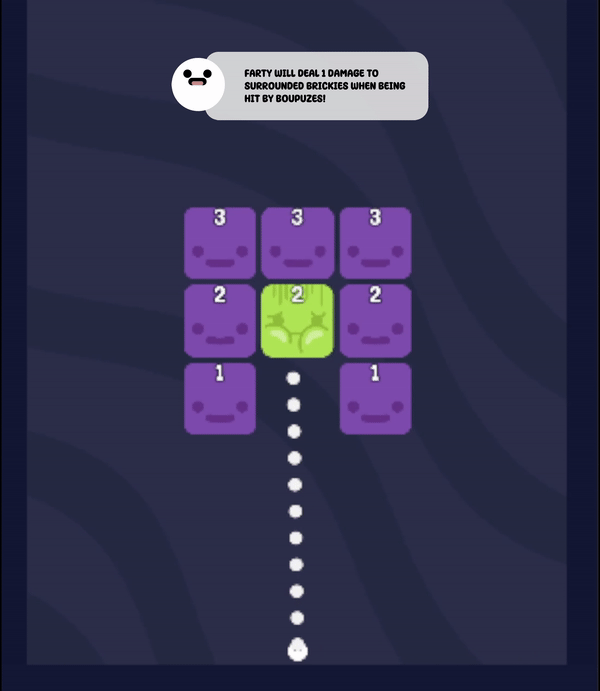 FARTY WILL DEAL 1 DAMAGE TO
SURROUNDED BRICKIES WHEN BEING
HIT BY BOUPUZES!
3 3 3
2 2 2
1 1